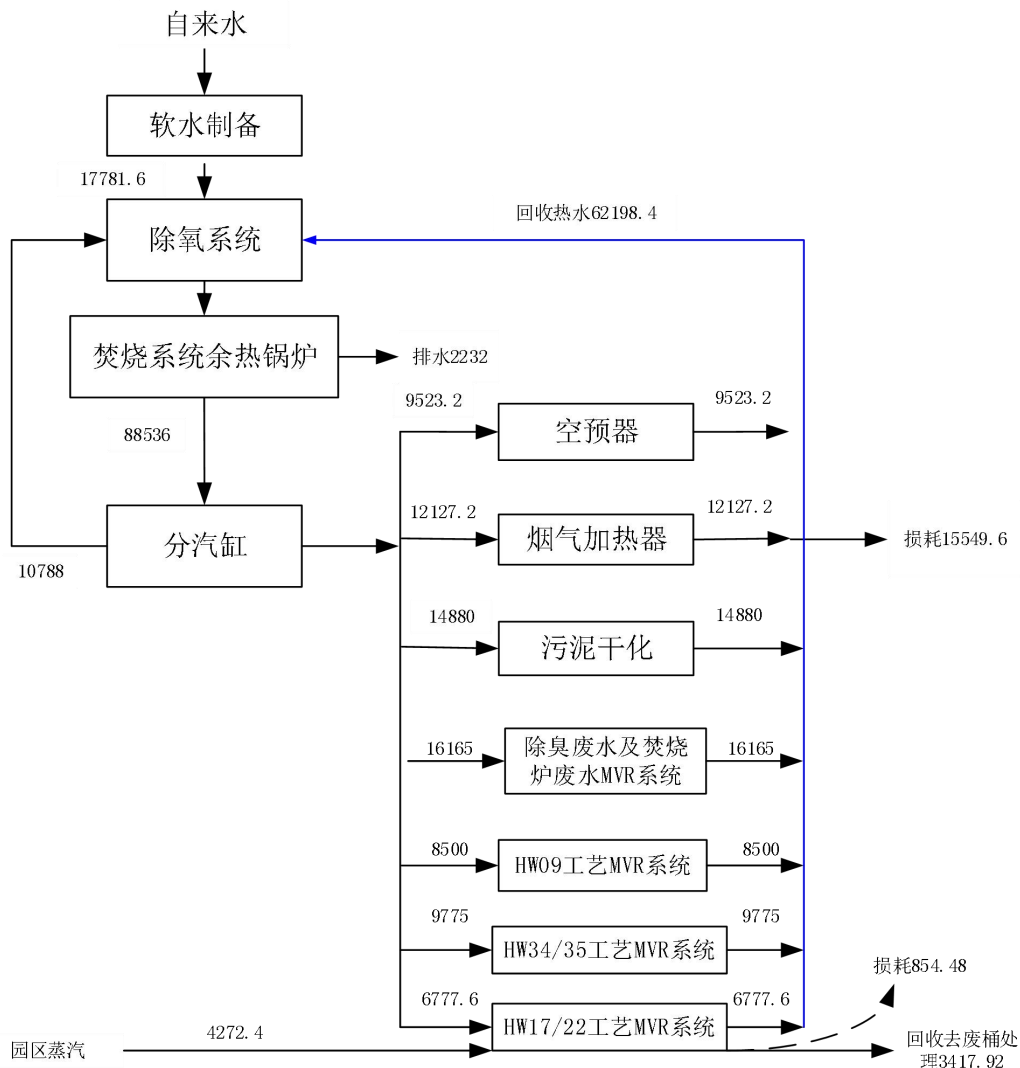 自来水
软水制备
17781.6
回收热水62198.4
除氧系统
焚烧系统余热锅炉
排水2232
9523.2
9523.2
88536
空预器
12127.2
12127.2
分汽缸
烟气加热器
损耗15549.6
10788
14880
14880
污泥干化
16165
除臭废水及焚烧
炉废水MVR系统
16165
8500
8500
HW09工艺MVR系统
9775
9775
HW34/35工艺MVR系统
损耗854.48
6777.6
6777.6
HW17/22工艺MVR系统
园区蒸汽
4272.4
回收去废桶处
理3417.92